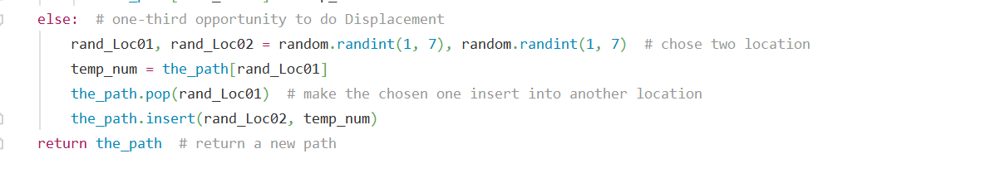 else:  # one-third opportunity to do Displacement
rand_Loc01, rand_Loc02 = random.randint(1, 7), random.randint(1, 7)  # chose two location
temp_num = the_path[rand_Loc01]
the_path.pop(rand_Loc01)  # make the chosen one insert into another location
the_path.insert(rand_Loc02, temp_num)
return the_path  # return a new path